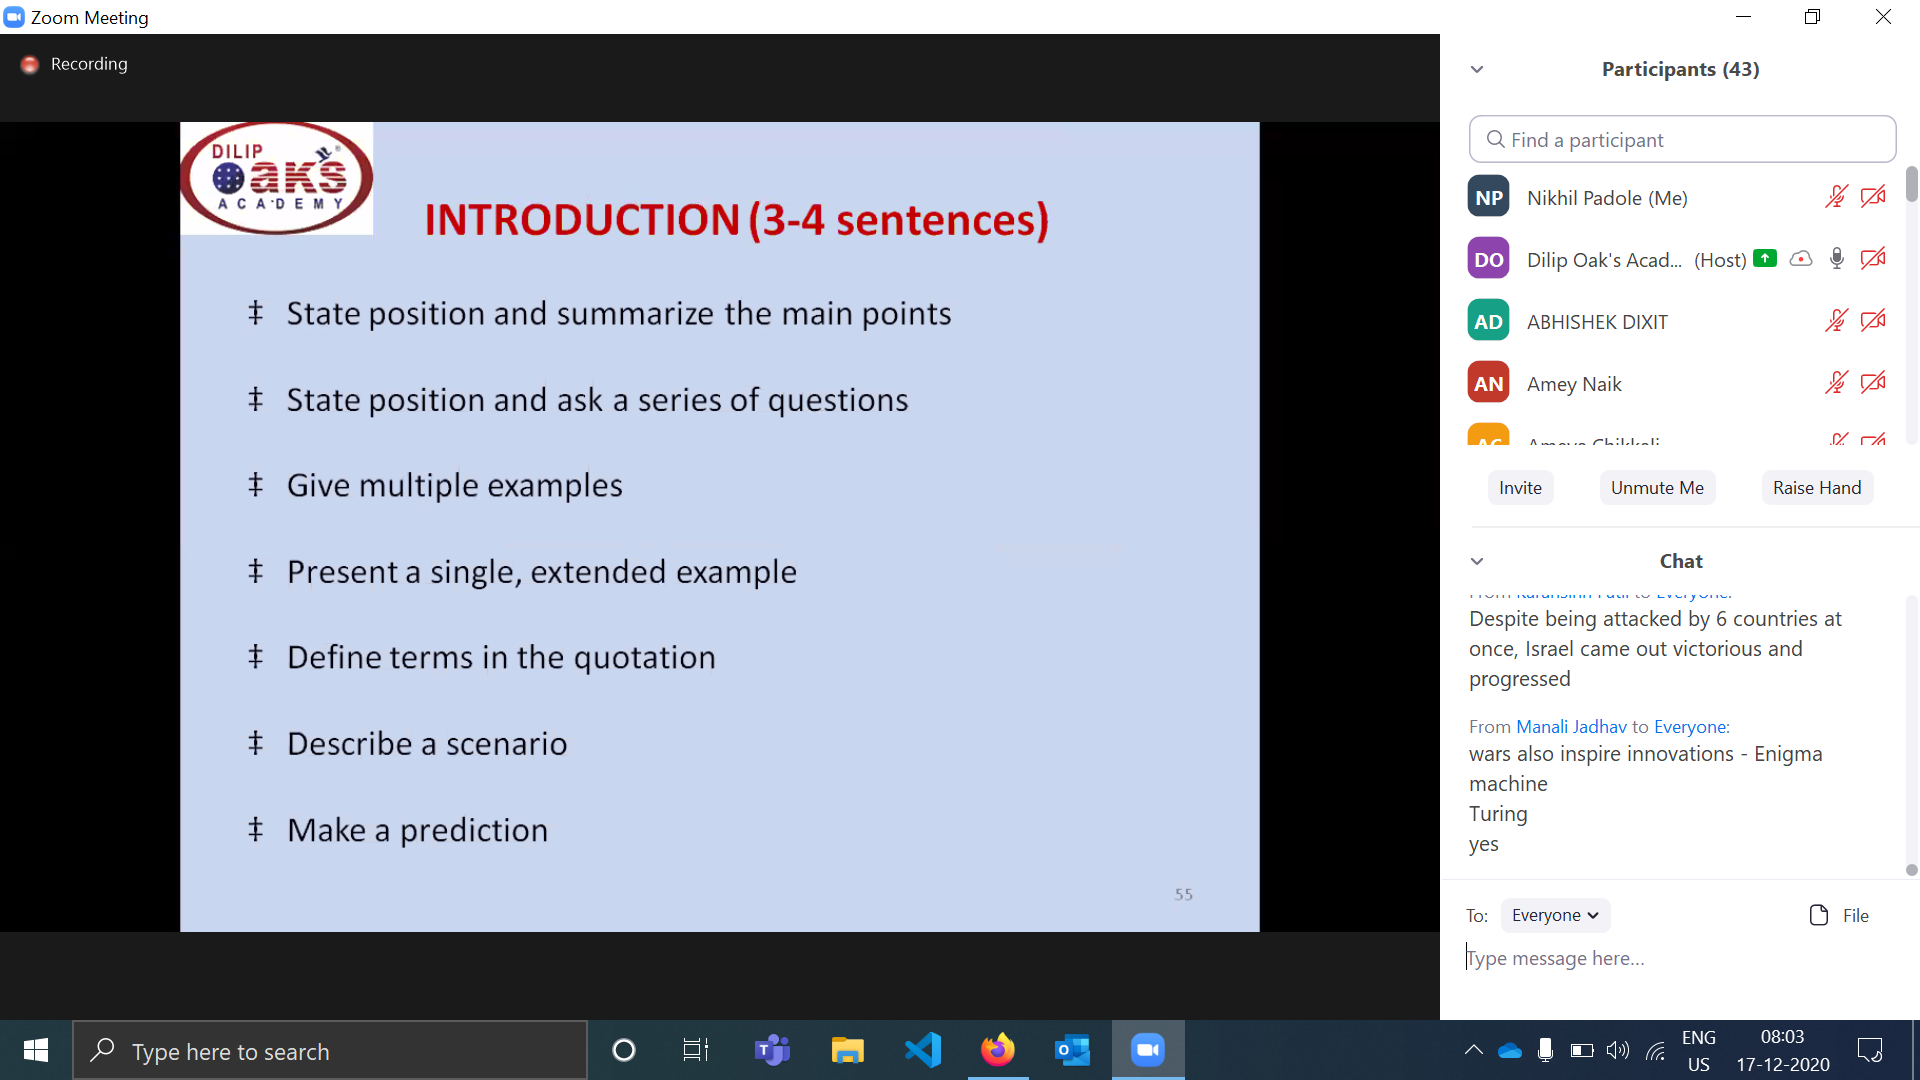 Zoom Meeting
Recording
DILIP
Oaks
ACADEMY
INTRODUCTION (3-4 sentences)
‡ State position and summarize the main points
‡ State position and ask a series of questions
‡ Give multiple examples
‡ Present a single, extended example
‡ Define terms in the quotation
‡ Describe a scenario
‡ Make a prediction
55
Participants (43)
Find a participant
NP Nikhil Padole (Me)
DO Dilip Oak's Acad... (Host)
AD ABHISHEK DIXIT
AN Amey Naik
Invite Unmute Me Raise Hand
Chat
Despite being attacked by 6 countries at
once, Israel came out victorious and
progressed
From Manali Jadhav to Everyone:
wars also inspire innovations - Enigma
machine
Turing
yes
To: Everyone File
Type message here...
Type here to search
ENG
US
08:03
17-12-2020